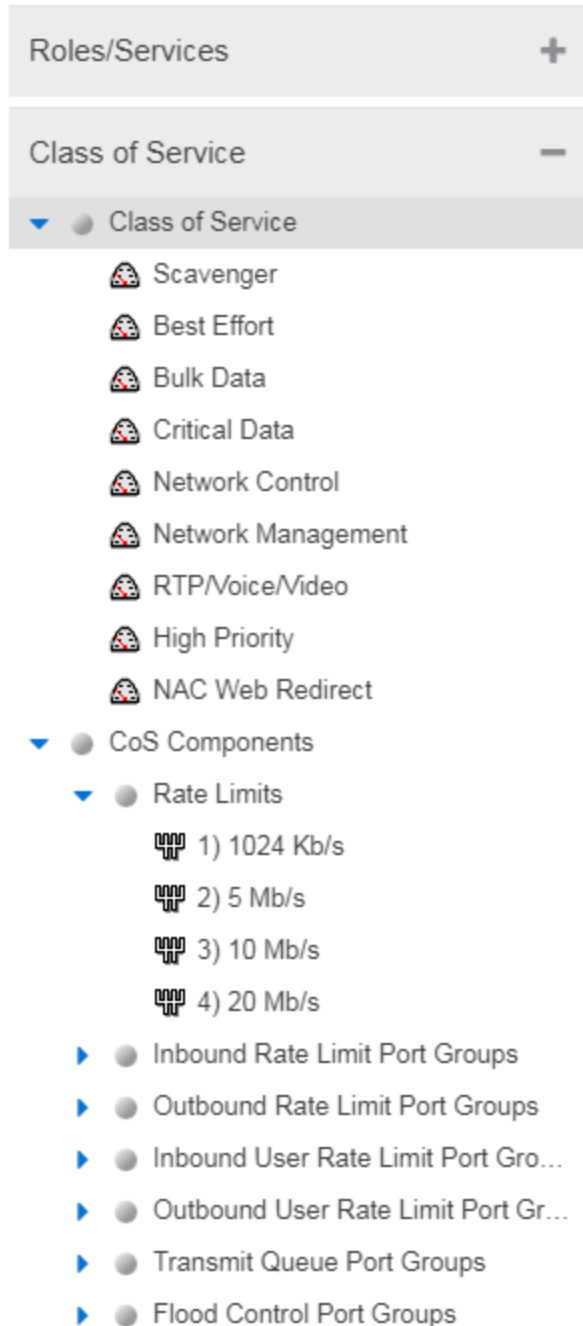 Roles/Services
Class of Service
Class of Service
Scavenger
Best Effort
Bulk Data
Critical Data
Network Control
Network Management
RTP/Voice/Video
High Priority
NAC Web Redirect
CoS Components
Rate Limits
1) 1024 Kb/s
2) 5 Mb/s
3) 10 Mb/s
4) 20 Mb/s
Inbound Rate Limit Port Groups
Outbound Rate Limit Port Groups
Inbound User Rate Limit Port Gro...
Outbound User Rate Limit Port Gr...
Transmit Queue Port Groups
Flood Control Port Groups